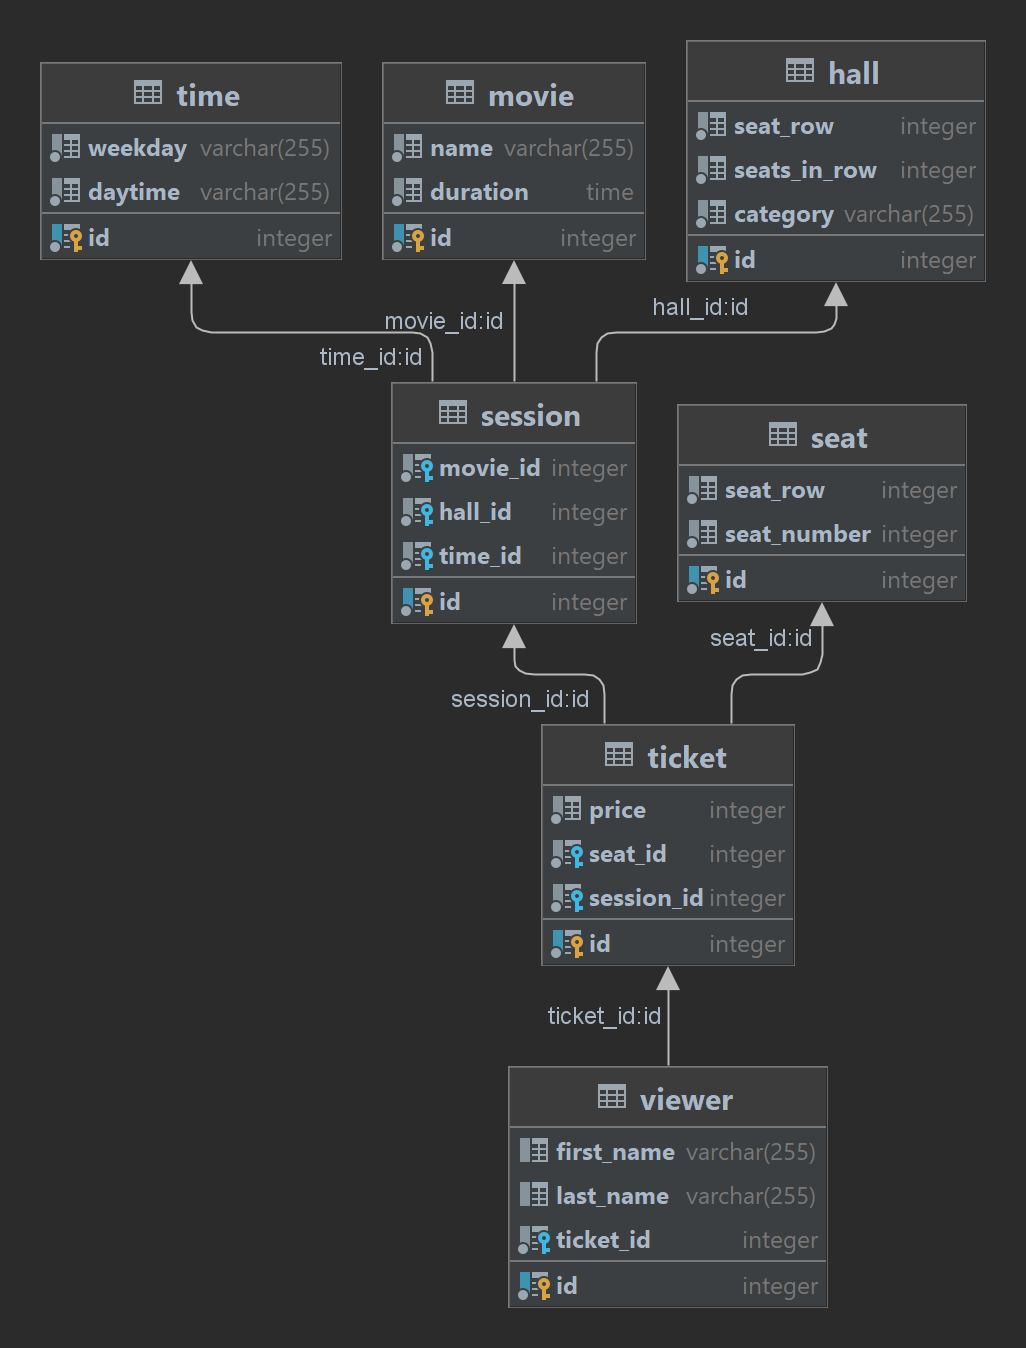 time
weekday varchar(255)
daytime varchar(255)
id integer
movie
name varchar(255)
duration time
id integer
hall
seat_row integer
seats_in_row integer
category varchar(255)
id integer
movie_id:id
time_id:id
hall_id:id
session
movie_id integer
hall_id integer
time_id integer
id integer
seat
seat_row integer
seat_number integer
id integer
session_id:id
seat_id:id
ticket
price integer
seat_id integer
session_id integer
id integer
ticket_id:id
viewer
first_name varchar(255)
last_name varchar(255)
ticket_id integer
id integer